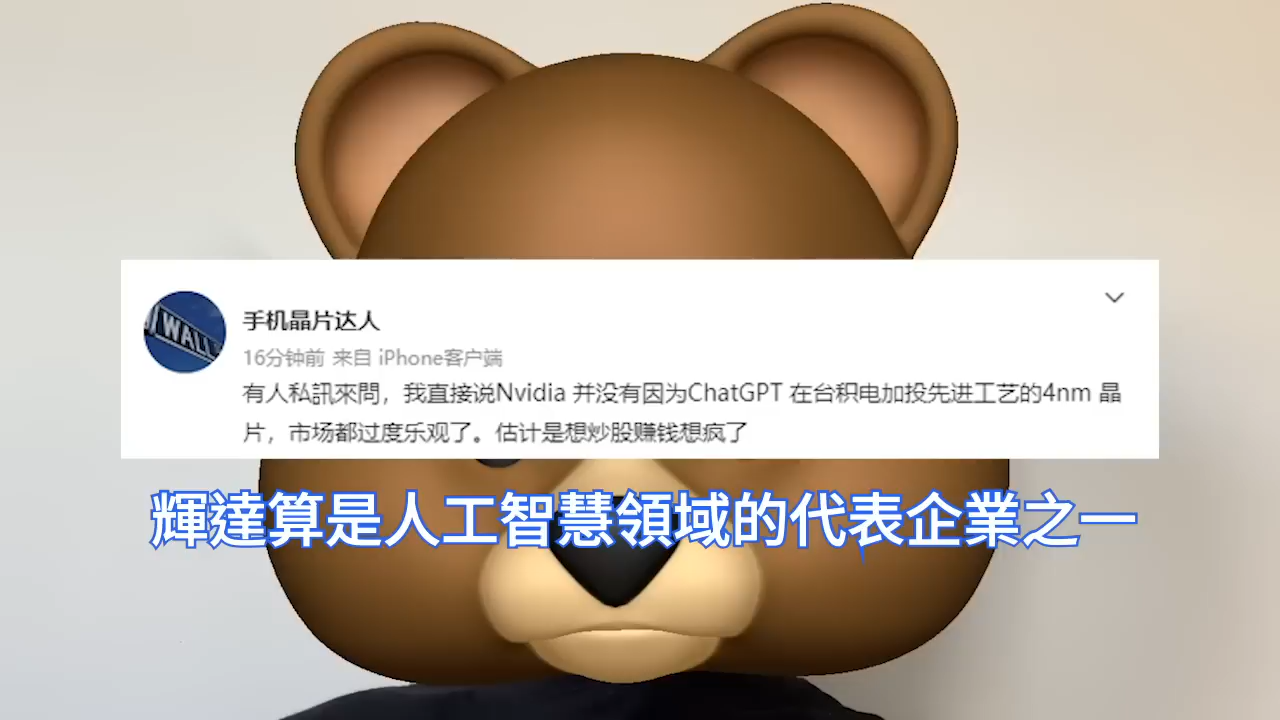 WALL
手机晶片达人
16分钟前 来自 iPhone客户端
有人私訊來問，我直接说Nvidia 并没有因为ChatGPT 在台积电加投先进工艺的4nm 晶
片，市场都过度乐观了。估计是想炒股赚钱想疯了
輝達算是人工智慧領域的代表企業之一